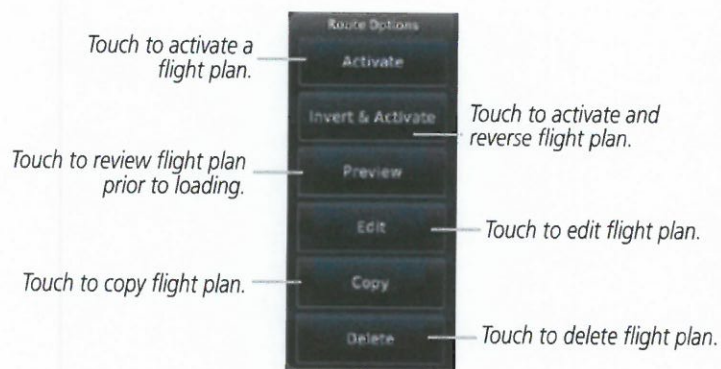 Route Options
Touch to activate a
flight plan.
Activate
Invert & Activate
Touch to activate and
reverse flight plan.
Touch to review flight plan
prior to loading.
Preview
Edit
Touch to edit flight plan.
Touch to copy flight plan.
Copy
Delete
Touch to delete flight plan.